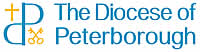 The Diocese of
Peterborough